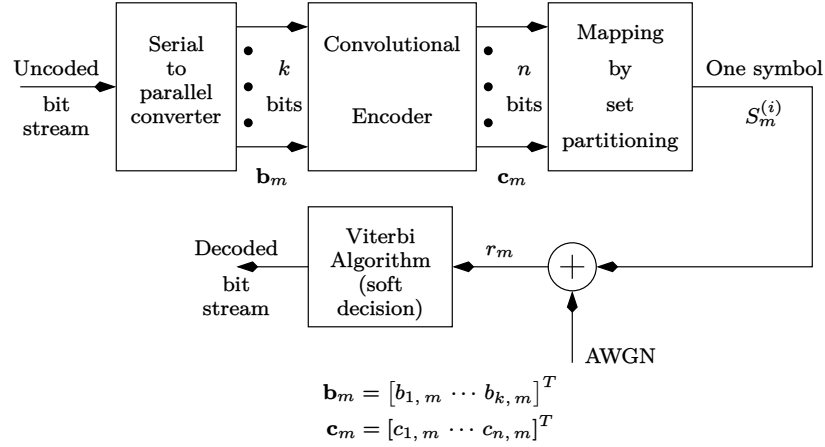 Uncoded
bit
stream
Serial
to
parallel
converter
k
bits
b_m
Convolutional
Encoder
n
bits
c_m
Mapping
by
set
partitioning
One symbol
S_m^{(i)}
Decoded
bit
stream
Viterbi
Algorithm
(soft
decision)
r_m
+
AWGN
b_m = [b_{1, m} ⋯ b_{k, m}]^T
c_m = [c_{1, m} ⋯ c_{n, m}]^T